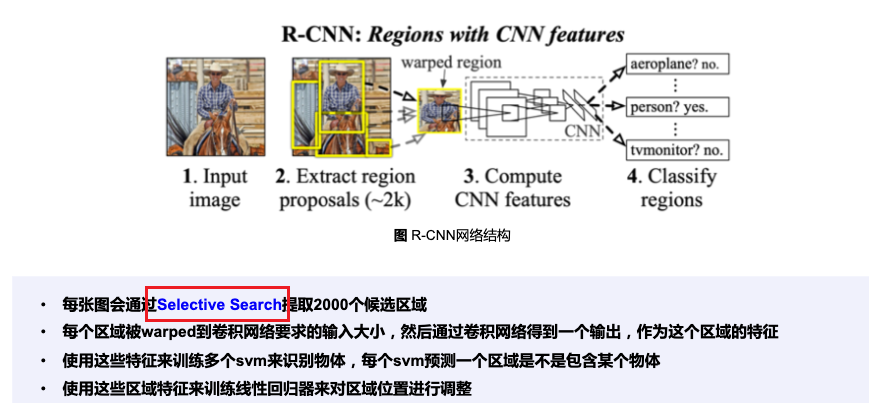 R-CNN: Regions with CNN features
warped region
aeroplane? no.
person? yes.
CNN
tvmonitor? no.
1. Input image
2. Extract region proposals (~2k)
3. Compute CNN features
4. Classify regions
图 R-CNN网络结构
• 每张图会通过Selective Search提取2000个候选区域
• 每个区域被warped到卷积网络要求的输入大小，然后通过卷积网络得到一个输出，作为这个区域的特征
• 使用这些特征来训练多个svm来识别物体，每个svm预测一个区域是不是包含某个物体
• 使用这些区域特征来训练线性回归器来对区域位置进行调整